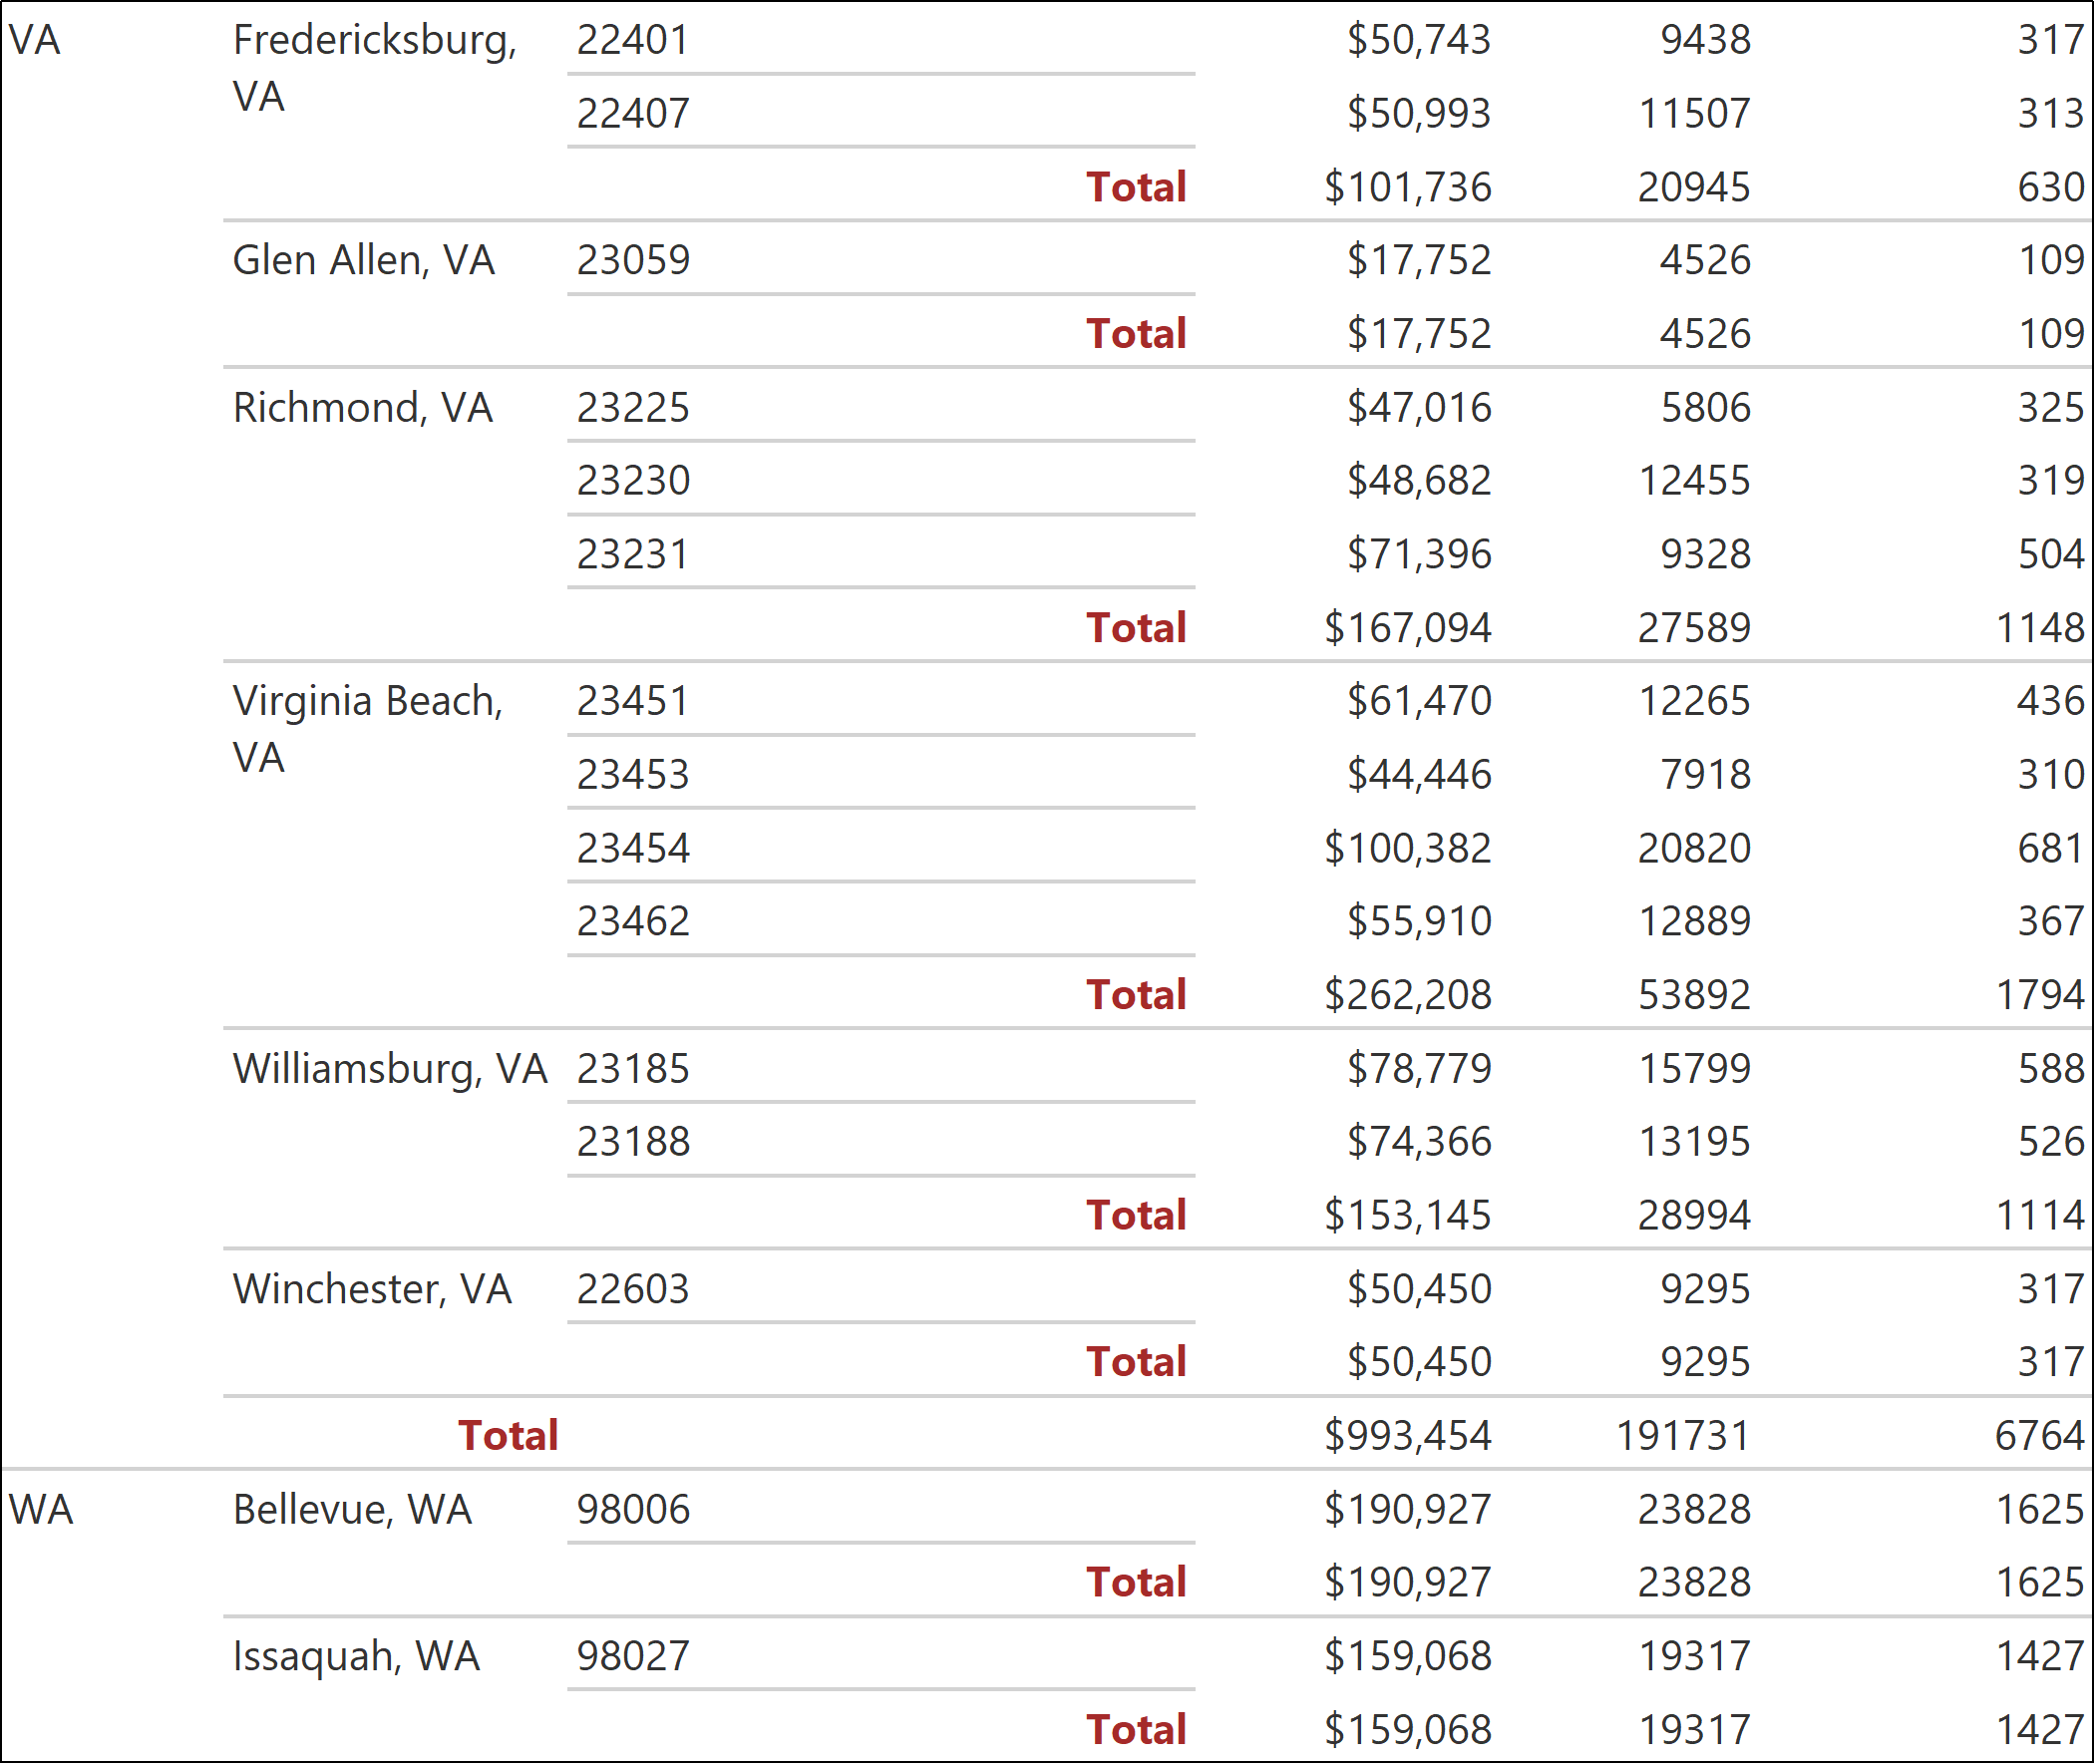 VA Fredericksburg, VA 22401 $50,743 9438 317
22407 $50,993 11507 313
Total $101,736 20945 630
Glen Allen, VA 23059 $17,752 4526 109
Total $17,752 4526 109
Richmond, VA 23225 $47,016 5806 325
23230 $48,682 12455 319
23231 $71,396 9328 504
Total $167,094 27589 1148
Virginia Beach, VA 23451 $61,470 12265 436
23453 $44,446 7918 310
23454 $100,382 20820 681
23462 $55,910 12889 367
Total $262,208 53892 1794
Williamsburg, VA 23185 $78,779 15799 588
23188 $74,366 13195 526
Total $153,145 28994 1114
Winchester, VA 22603 $50,450 9295 317
Total $50,450 9295 317
Total $993,454 191731 6764
WA Bellevue, WA 98006 $190,927 23828 1625
Total $190,927 23828 1625
Issaquah, WA 98027 $159,068 19317 1427
Total $159,068 19317 1427